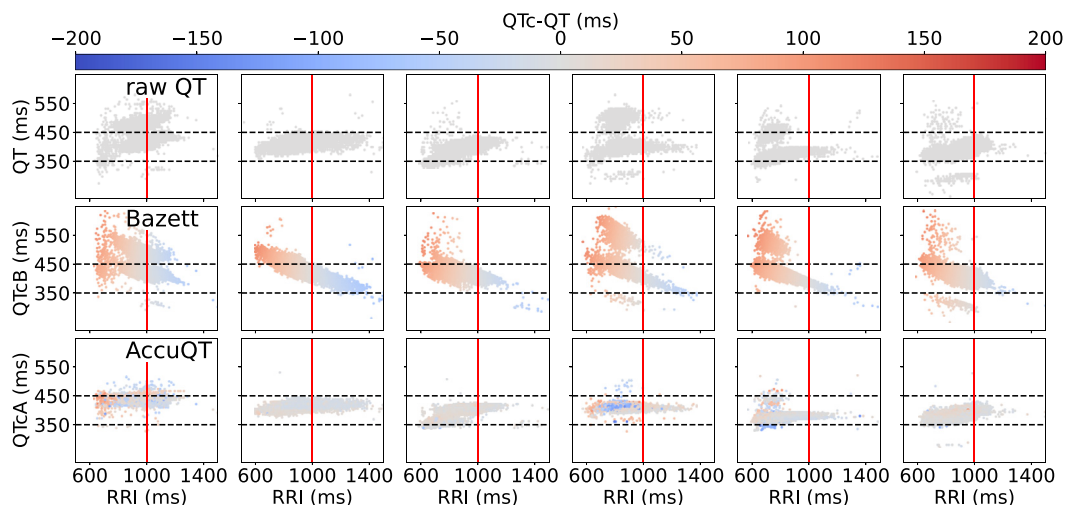 QTc-QT (ms)
−200 −150 −100 −50 0 50 100 150 200
raw QT
QT (ms)
550
450
350
Bazett
QTcB (ms)
550
450
350
AccuQT
QTcA (ms)
550
450
350
600 1000 1400 600 1000 1400 600 1000 1400 600 1000 1400 600 1000 1400 600 1000 1400
RRI (ms) RRI (ms) RRI (ms) RRI (ms) RRI (ms) RRI (ms)